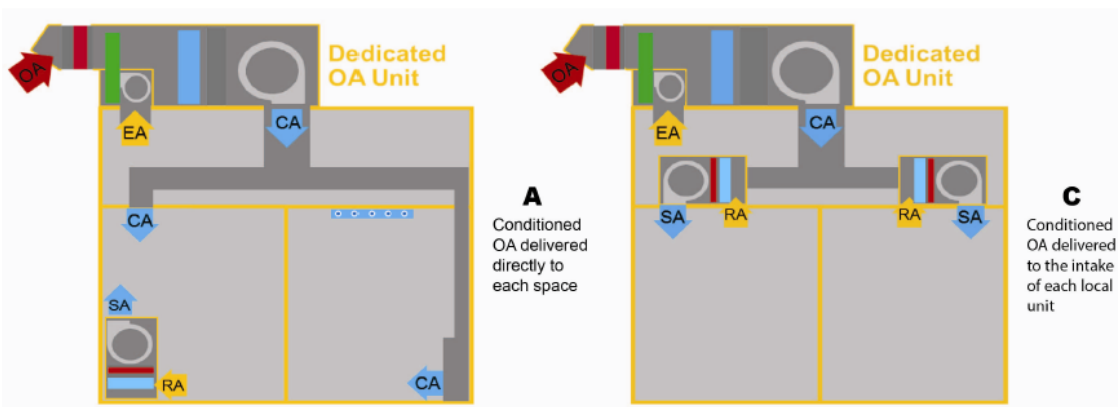 OA
Dedicated
OA Unit
EA
CA
CA
SA
RA
CA
A
Conditioned
OA delivered
directly to
each space
OA
Dedicated
OA Unit
EA
CA
SA
RA
RA
SA
C
Conditioned
OA delivered
to the intake
of each local
unit